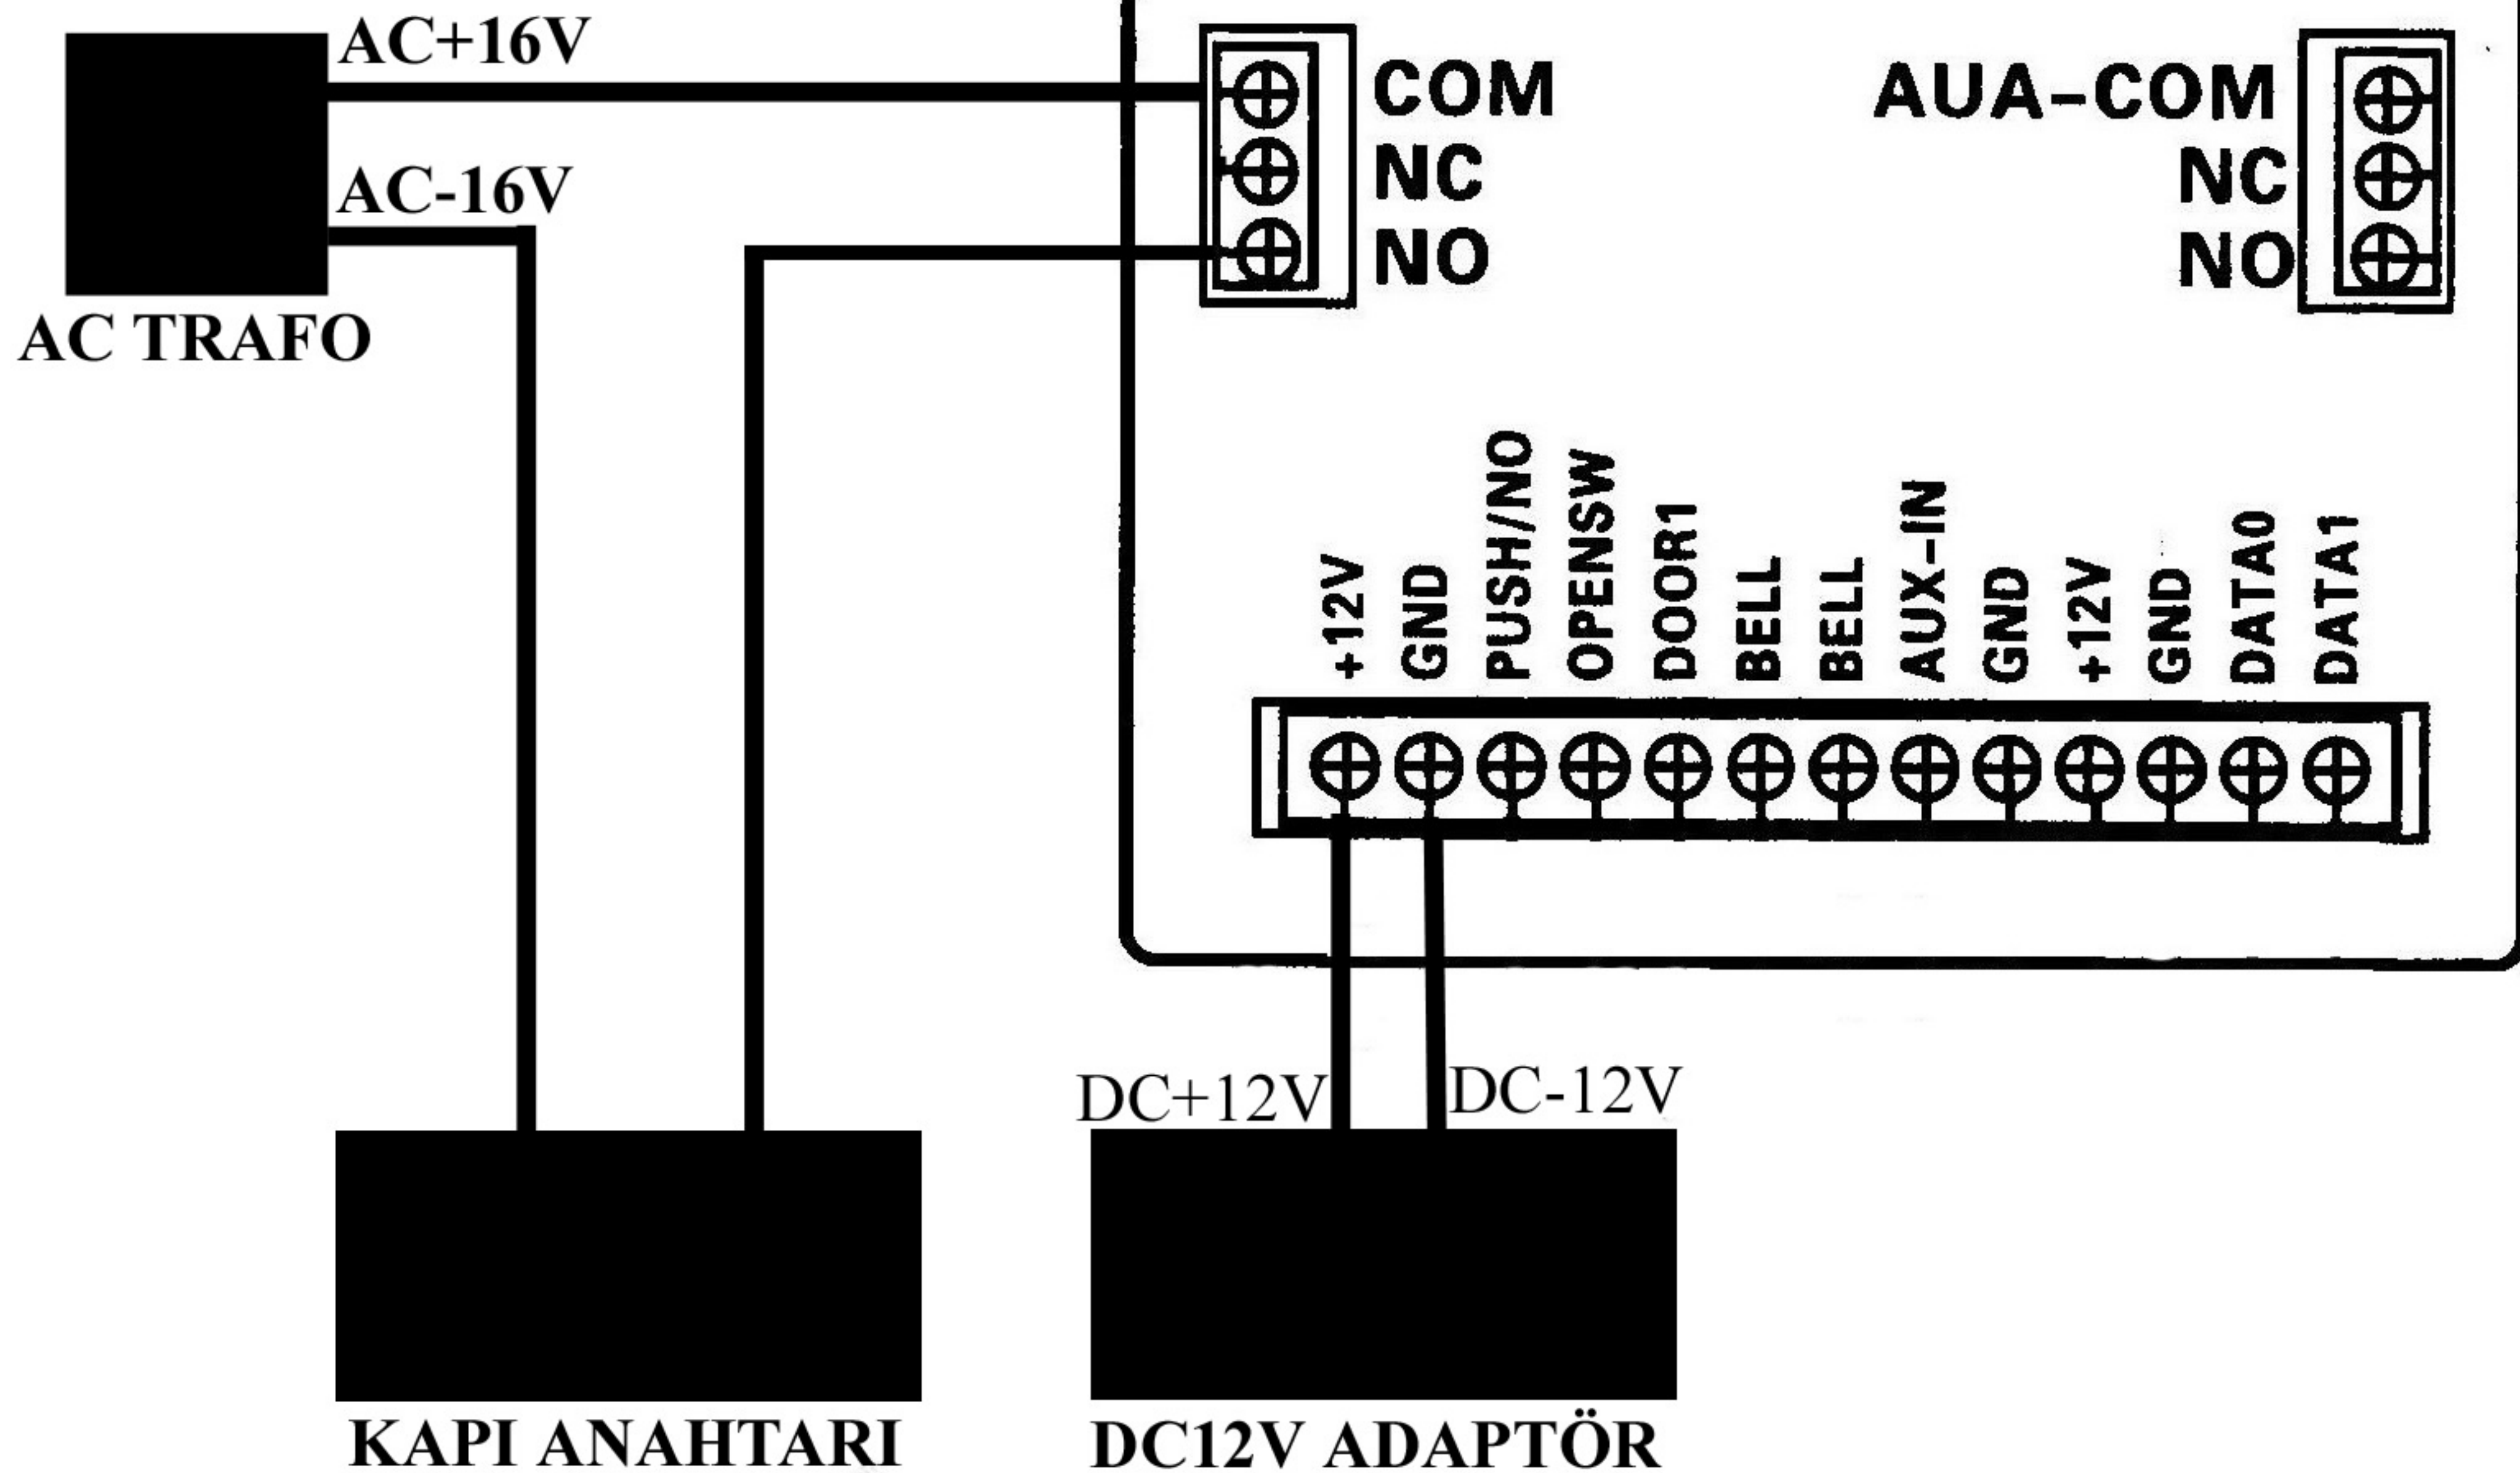 AC+16V
AC-16V
AC TRAFO
COM
NC
NO
AUA-COM
NC
NO
+12V
GND
PUSH/NO
OPENSW
DOOR1
BELL
BELL
AUX-IN
GND
+12V
GND
DATA0
DATA1
DC+12V
DC-12V
KAPI ANAHTARI
DC12V ADAPTÖR